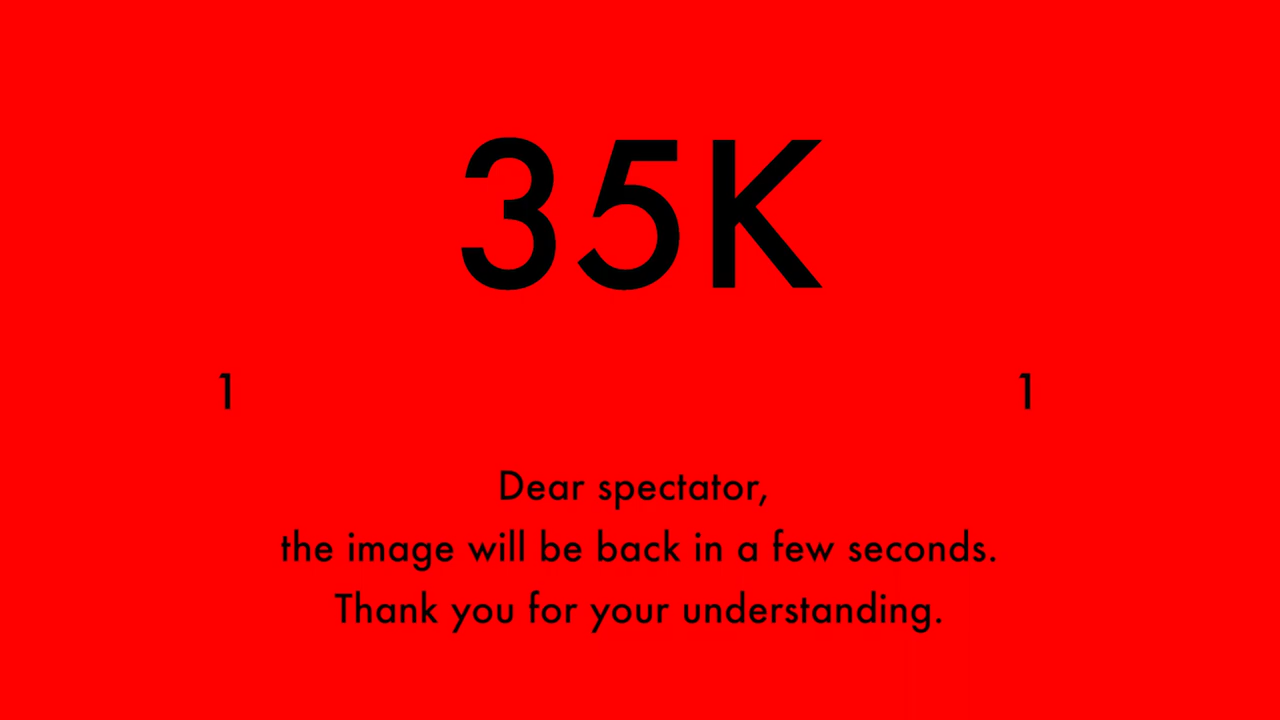 35K
1 1
Dear spectator,
the image will be back in a few seconds.
Thank you for your understanding.